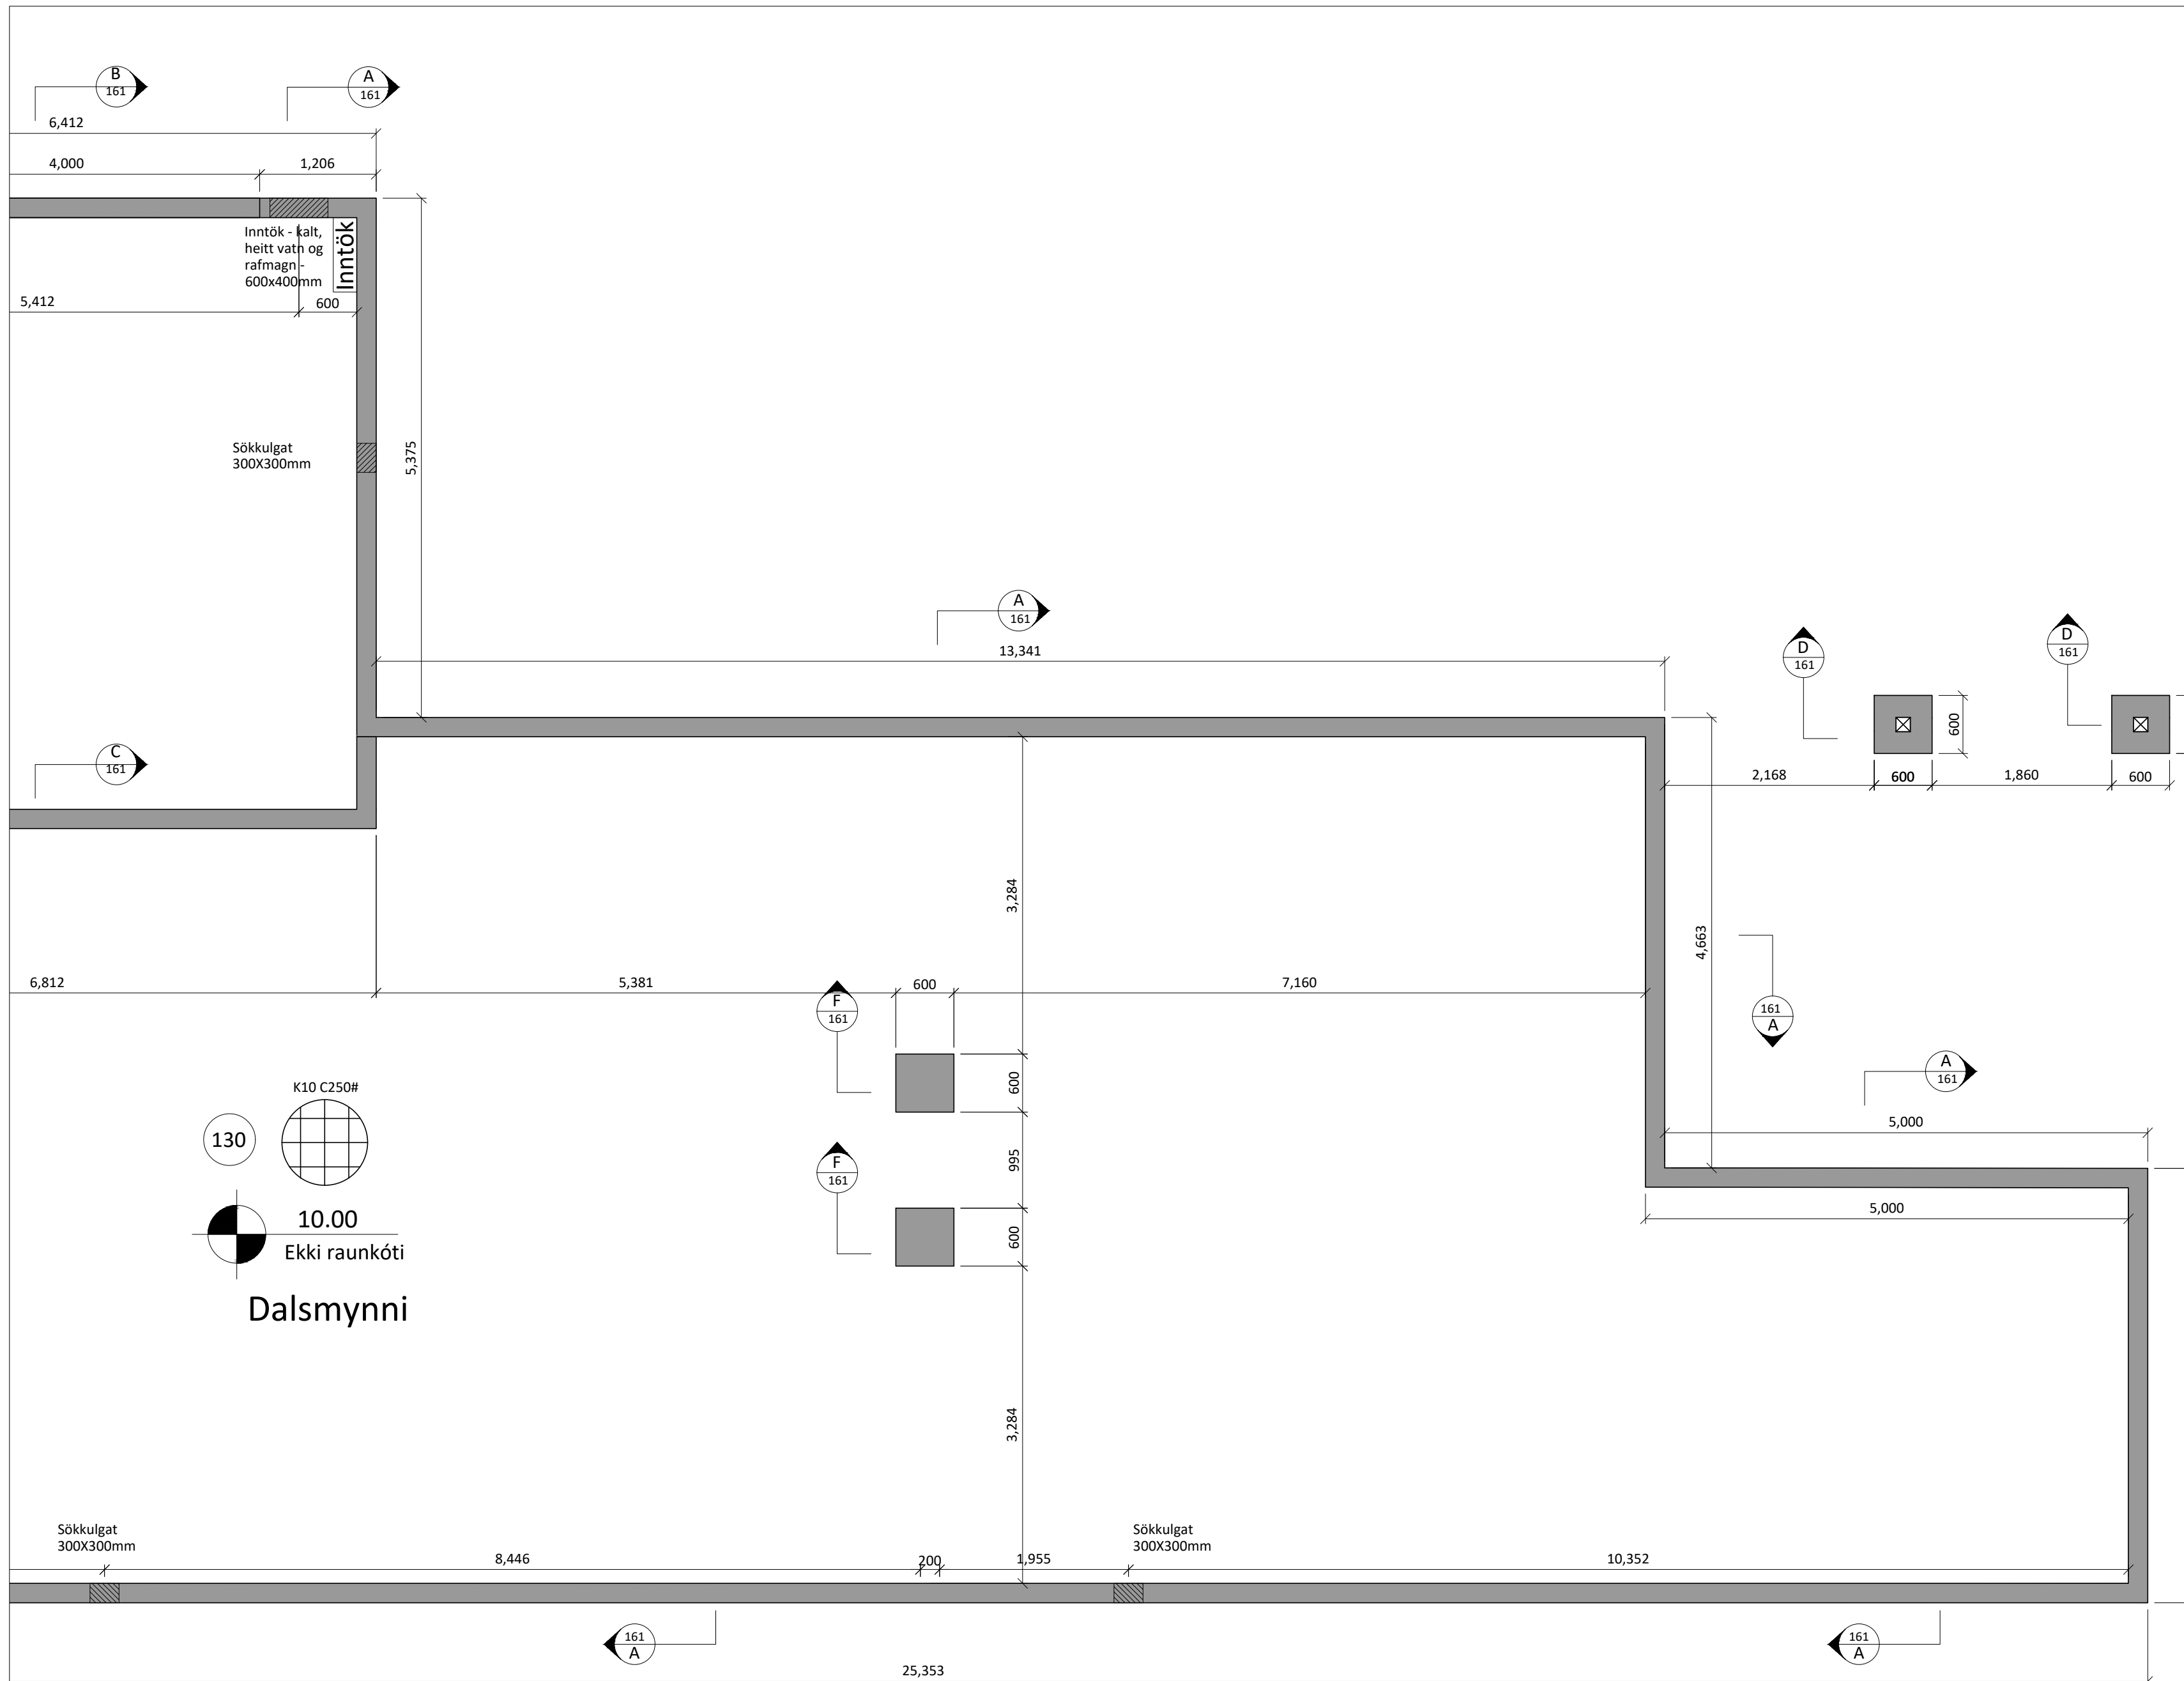 B
161
A
161
6,412
4,000
1,206
Inntök - kalt,
heitt vatn og
rafmagn -
600x400mm
Inntök
5,412
600
Sökkulgat
300X300mm
5,375
A
161
13,341
D
161
D
161
600
2,168
600
1,860
600
C
161
3,284
4,663
6,812
5,381
600
7,160
F
161
161
A
A
161
600
K10 C250#
130
5,000
995
F
161
10.00
Ekki raunkóti
5,000
600
Dalsmynni
3,284
Sökkulgat
300X300mm
Sökkulgat
300X300mm
8,446
200
1,955
10,352
161
A
161
A
25,353